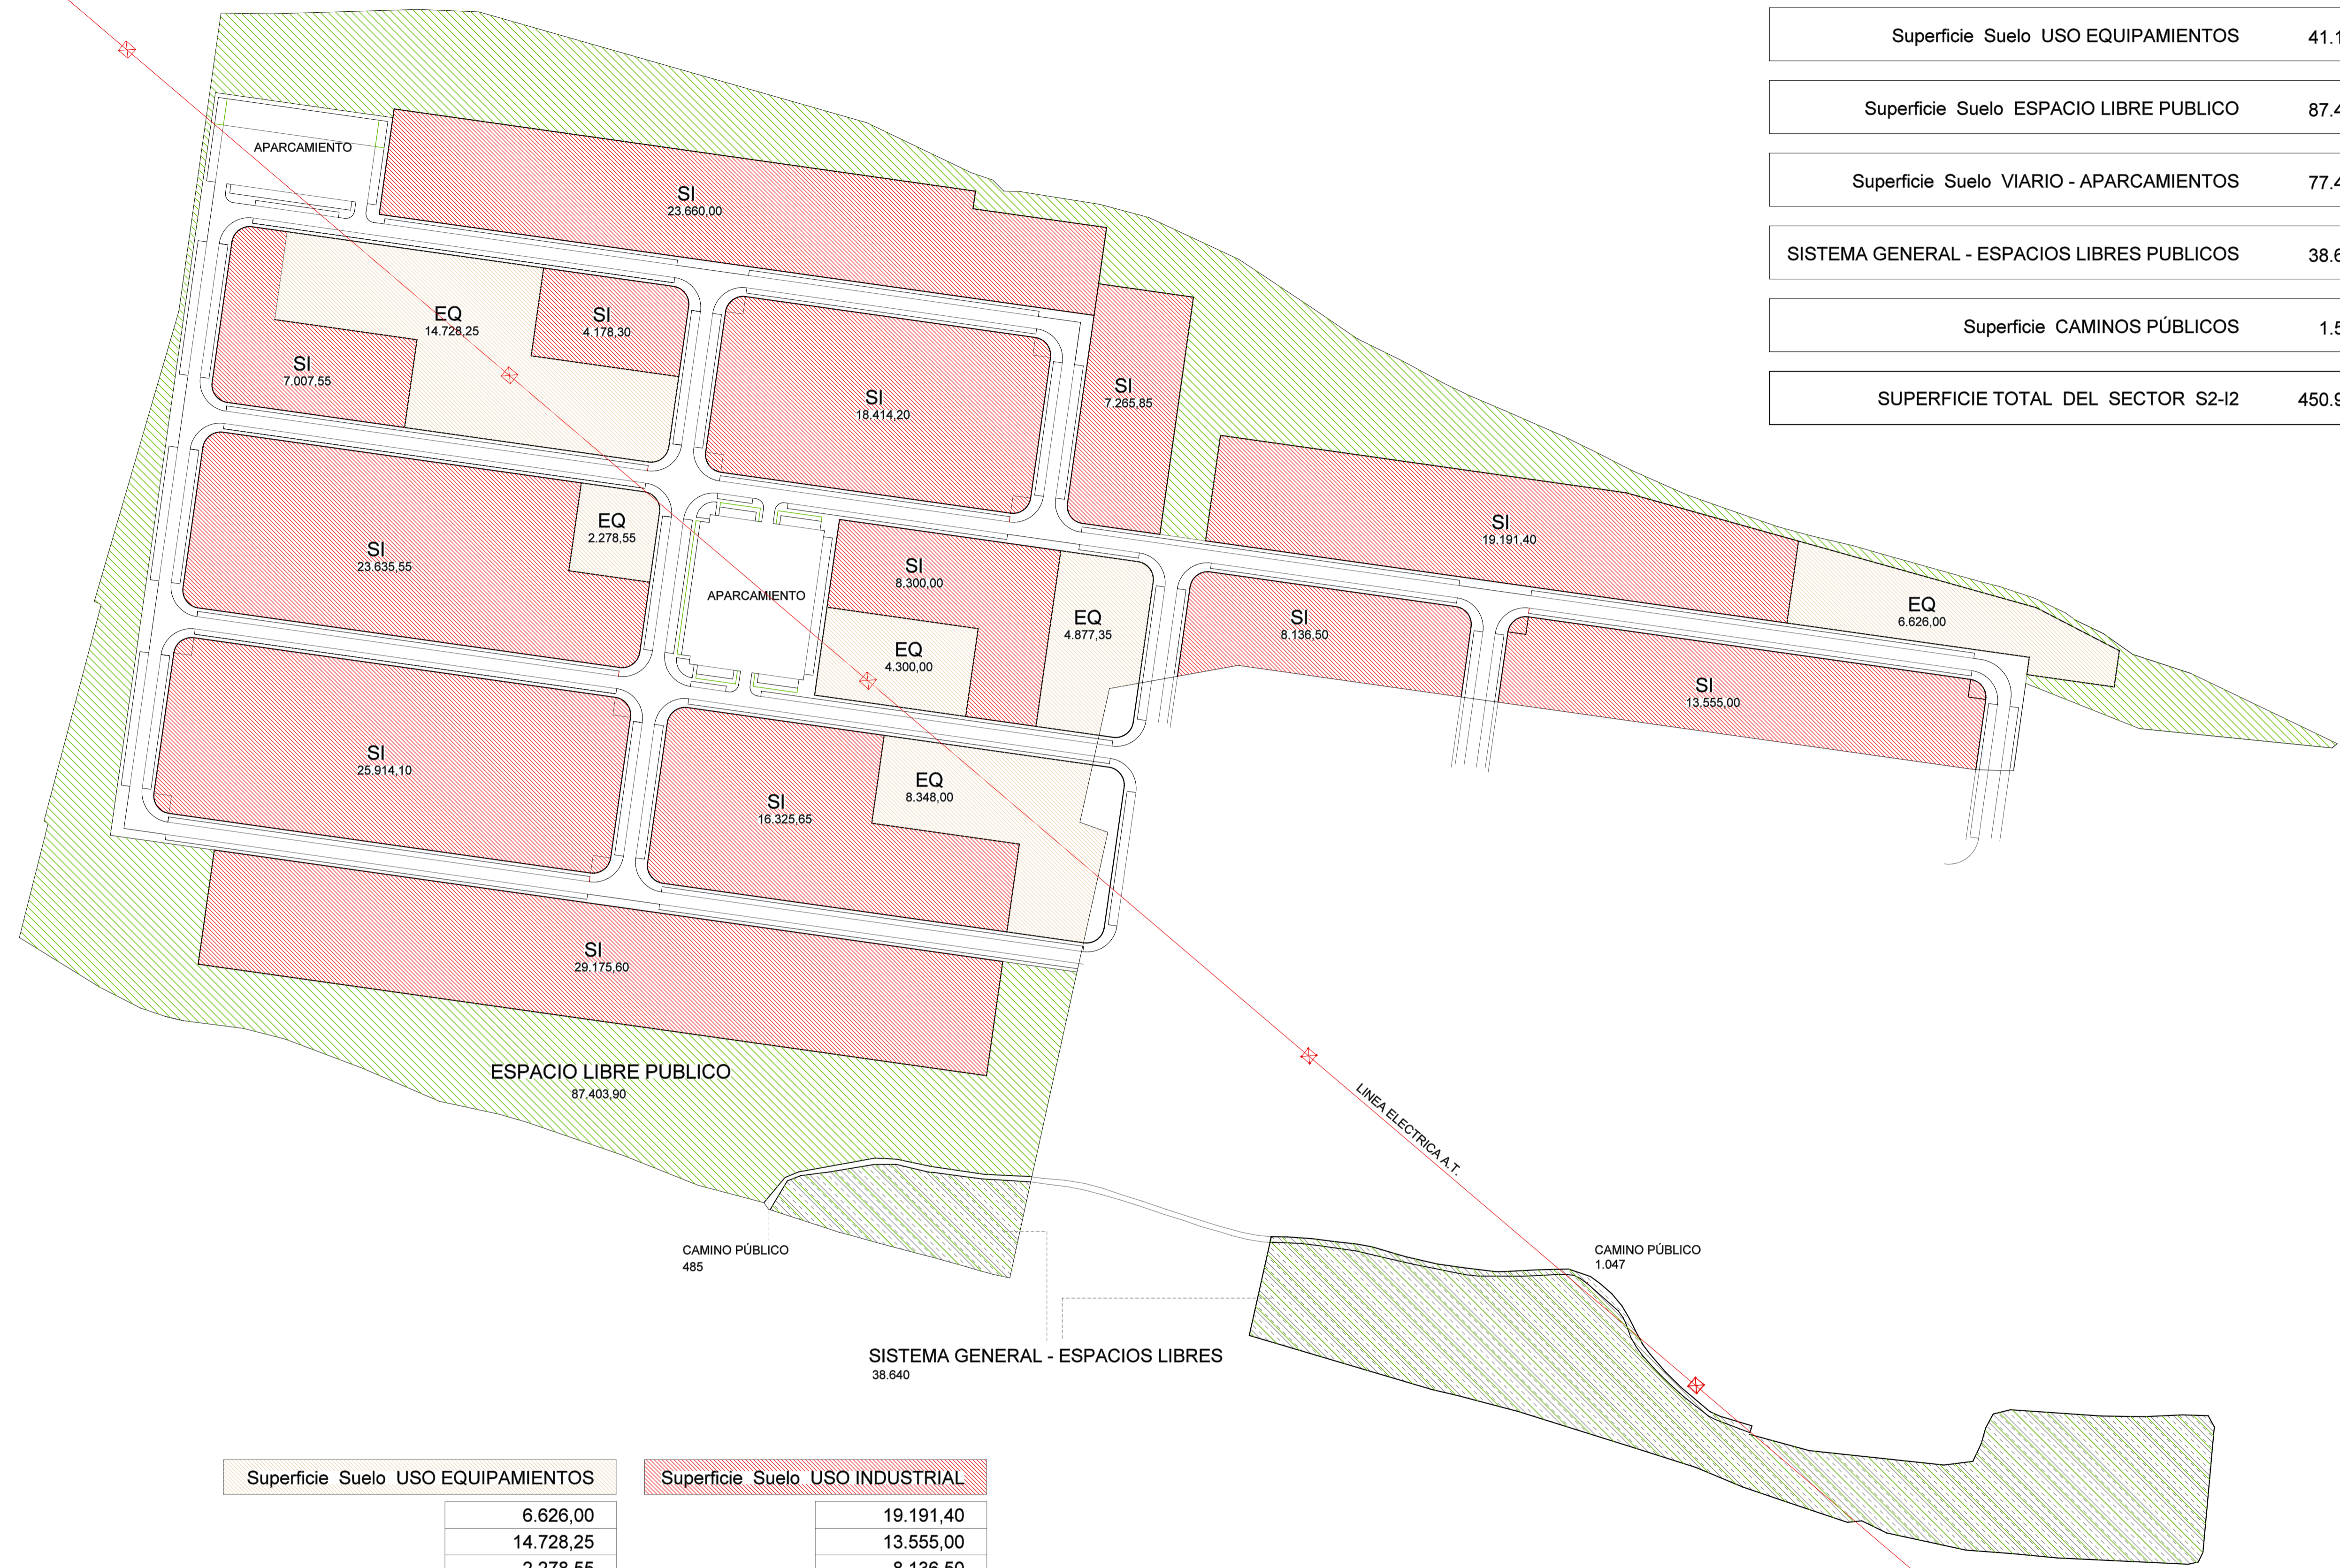 Superficie Suelo USO EQUIPAMIENTOS 41.1
Superficie Suelo ESPACIO LIBRE PUBLICO 87.4
Superficie Suelo VIARIO - APARCAMIENTOS 77.4
SISTEMA GENERAL - ESPACIOS LIBRES PUBLICOS 38.6
Superficie CAMINOS PÚBLICOS 1.5
SUPERFICIE TOTAL DEL SECTOR S2-I2 450.9
APARCAMIENTO
SI
23.660,00
EQ
14.728,25
SI
4.178,30
SI
7.007,55
SI
18.414,20
SI
7.265,85
SI
19.191,40
EQ
6.626,00
SI
23.635,55
EQ
2.278,55
APARCAMIENTO
SI
8.300,00
EQ
4.300,00
EQ
4.877,35
SI
8.136,50
SI
13.555,00
SI
25.914,10
SI
16.325,65
EQ
8.348,00
SI
29.175,60
ESPACIO LIBRE PUBLICO
87.403,90
LINEA ELECTRICA A.T.
CAMINO PÚBLICO
485
CAMINO PÚBLICO
1.047
SISTEMA GENERAL - ESPACIOS LIBRES
38.640
Superficie Suelo USO EQUIPAMIENTOS
6.626,00
14.728,25
2.278,55
Superficie Suelo USO INDUSTRIAL
19.191,40
13.555,00
8.136,50